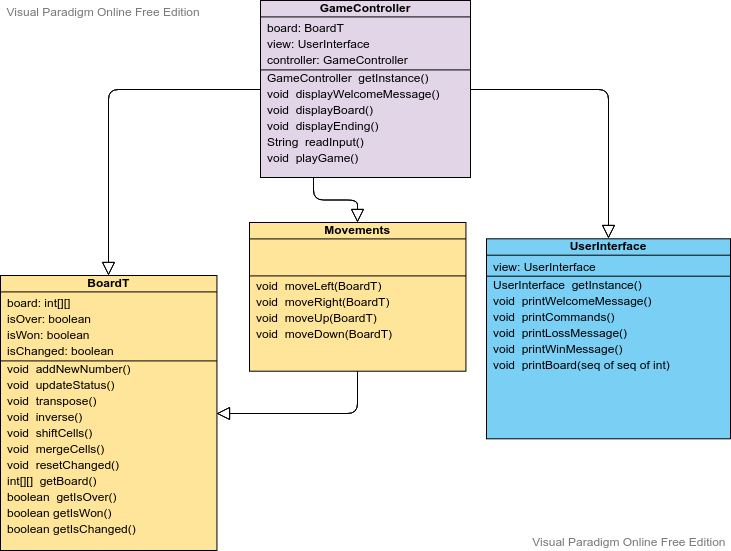 Visual Paradigm Online Free Edition
GameController
board: BoardT
view: UserInterface
controller: GameController
GameController  getInstance()
void  displayWelcomeMessage()
void  displayBoard()
void  displayEnding()
String  readInput()
void  playGame()
Movements
void  moveLeft(BoardT)
void  moveRight(BoardT)
void  moveUp(BoardT)
void  moveDown(BoardT)
UserInterface
view: UserInterface
UserInterface  getInstance()
void  printWelcomeMessage()
void  printCommands()
void  printLossMessage()
void  printWinMessage()
void  printBoard(seq of seq of int)
BoardT
board: int[][]
isOver: boolean
isWon: boolean
isChanged: boolean
void  addNewNumber()
void  updateStatus()
void  transpose()
void  inverse()
void  shiftCells()
void  mergeCells()
void  resetChanged()
int[][]  getBoard()
boolean  getIsOver()
boolean getIsWon()
boolean getIsChanged()
Visual Paradigm Online Free Edition